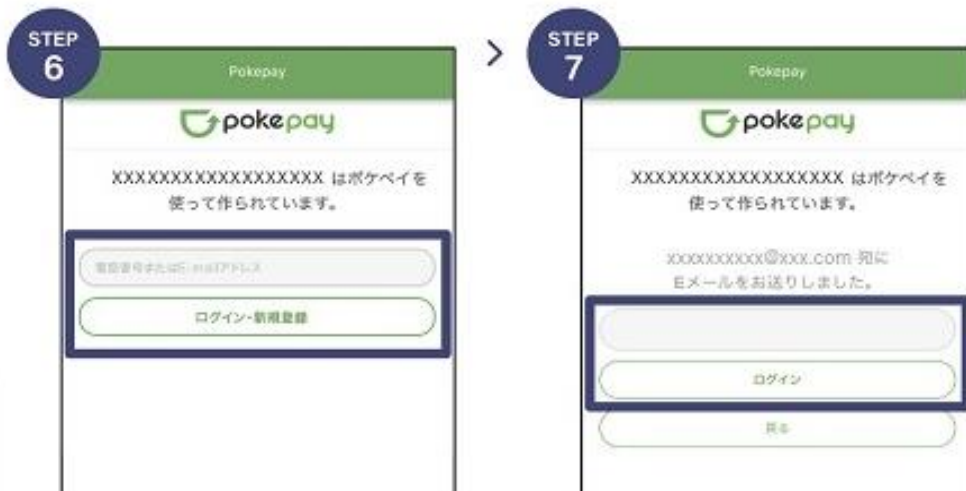 STEP
6
Pokepay
pokepay
XXXXXXXXXXXXXXXXXX はポケペイを
使って作られています。
電話番号またはE-mailアドレス
ログイン・新規登録
>
STEP
7
Pokepay
pokepay
XXXXXXXXXXXXXXXXXX はポケペイを
使って作られています。
xxxxxxxxxx@xxx.com 宛に
Eメールをお送りしました。
ログイン
戻る